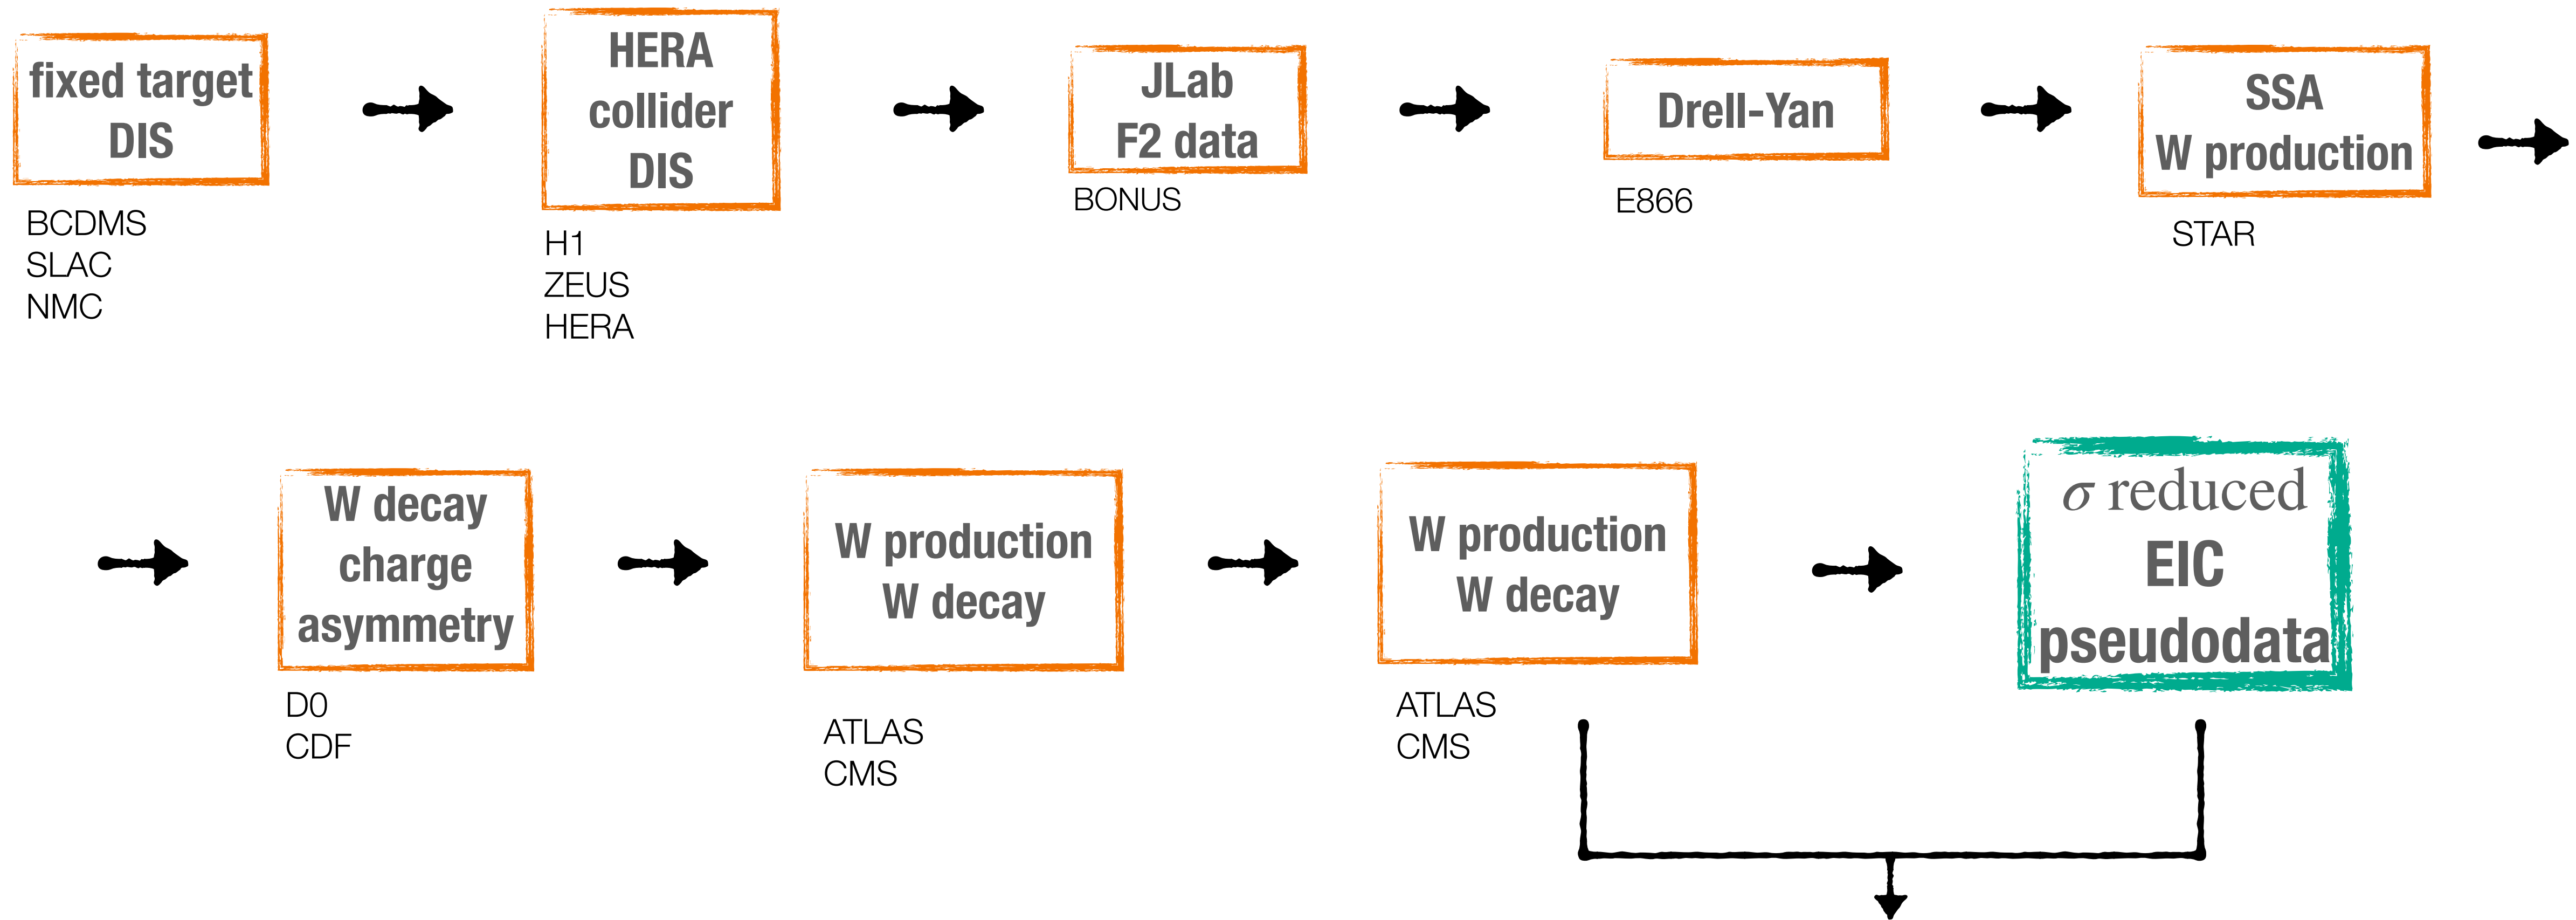 fixed target
DIS
BCDMS
SLAC
NMC
HERA
collider
DIS
H1
ZEUS
HERA
JLab
F2 data
BONUS
Drell-Yan
E866
SSA
W production
STAR
W decay
charge
asymmetry
D0
CDF
W production
W decay
ATLAS
CMS
W production
W decay
ATLAS
CMS
σ reduced
EIC
pseudodata